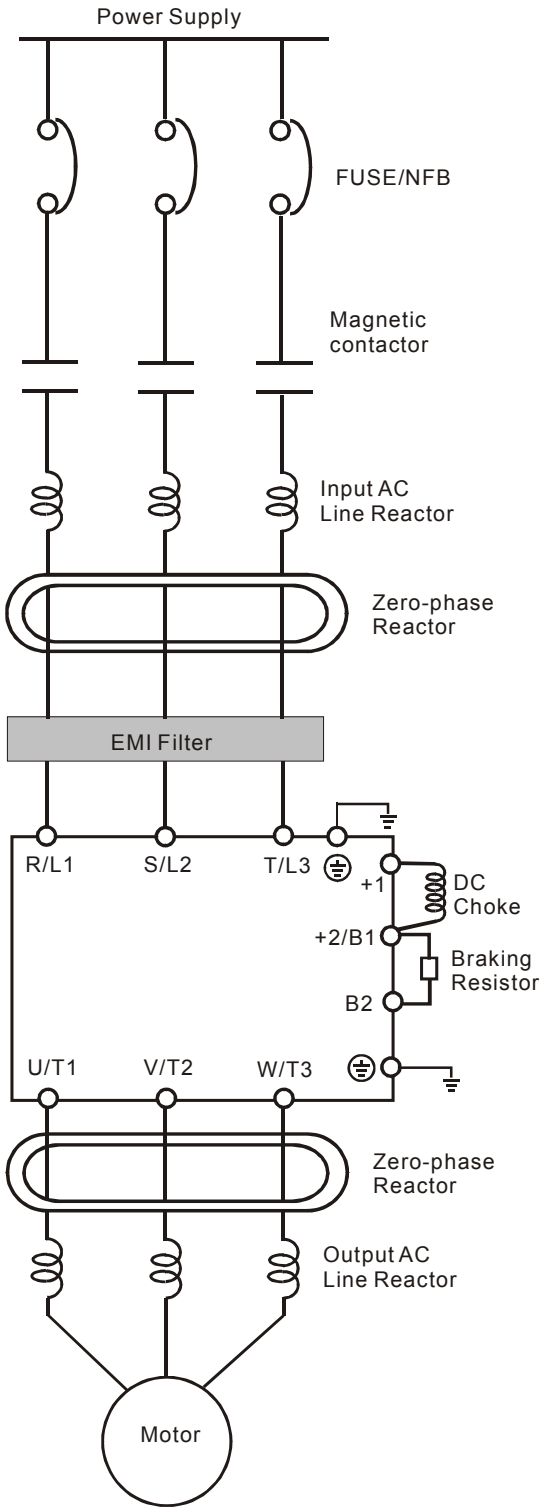 Power Supply
FUSE/NFB
Magnetic
contactor
Input AC
Line Reactor
Zero-phase
Reactor
EMI Filter
R/L1 S/L2 T/L3
+1
DC
Choke
+2/B1
Braking
Resistor
B2
U/T1 V/T2 W/T3
Zero-phase
Reactor
Output AC
Line Reactor
Motor